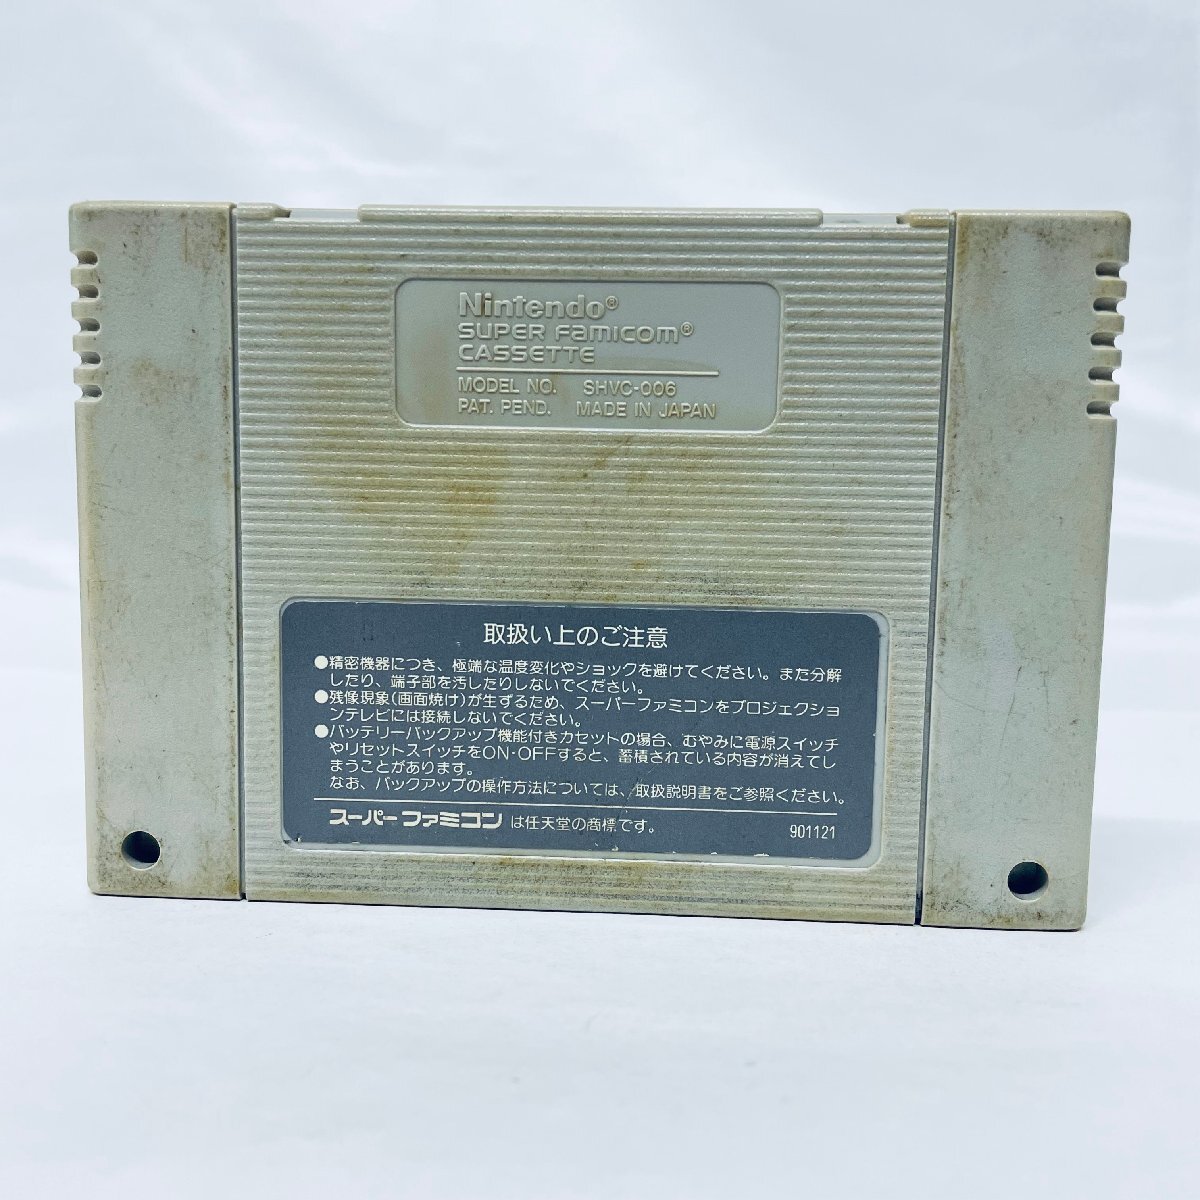 Nintendo®
SUPER FAMICOM®
CASSETTE
MODEL NO. SHVC-006
PAT. PEND. MADE IN JAPAN
取扱い上のご注意
●精密機器につき、極端な温度変化やショックを避けてください。また分解
したり、端子部を汚したりしないでください。
●残像現象(画面焼け)が生ずるため、スーパーファミコンをプロジェクショ
ンテレビには接続しないでください。
●バッテリーバックアップ機能付きカセットの場合、むやみに電源スイッチ
やリセットスイッチをON・OFFすると、蓄積されている内容が消えてし
まうことがあります。
なお、バックアップの操作方法については、取扱説明書をご参照ください。
スーパーファミコンは任天堂の商標です。 901121